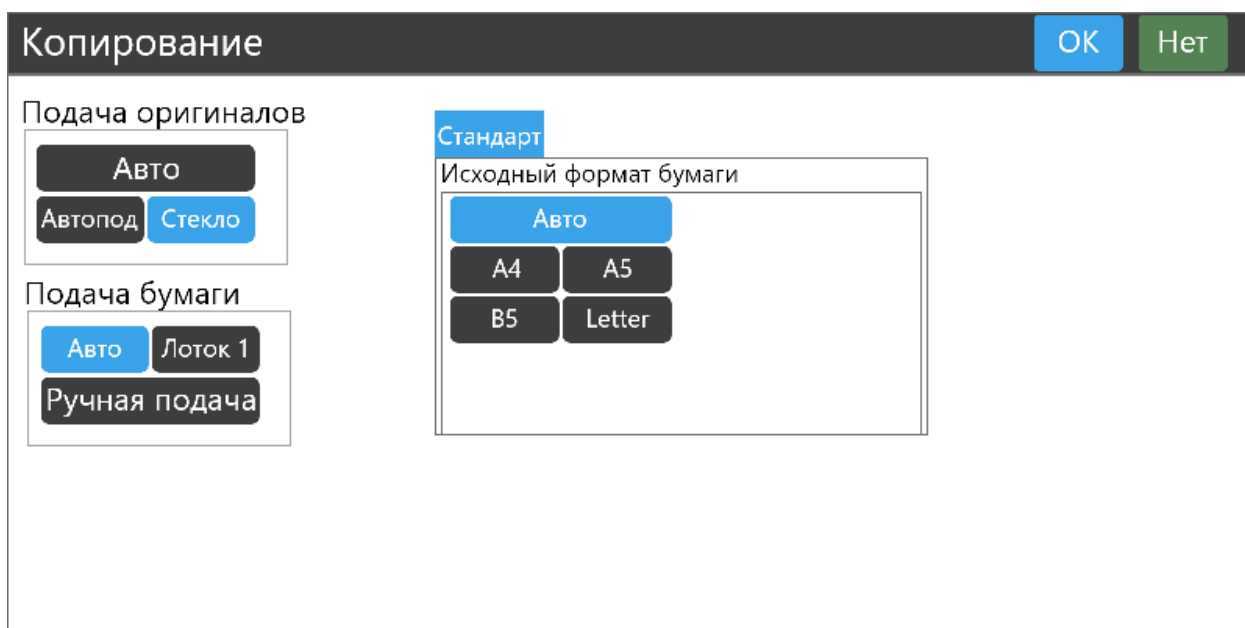 Копирование
ОК Нет
Подача оригиналов
Авто
Автопод Стекло
Подача бумаги
Авто Лоток 1
Ручная подача
Стандарт
Исходный формат бумаги
Авто
A4 A5
B5 Letter